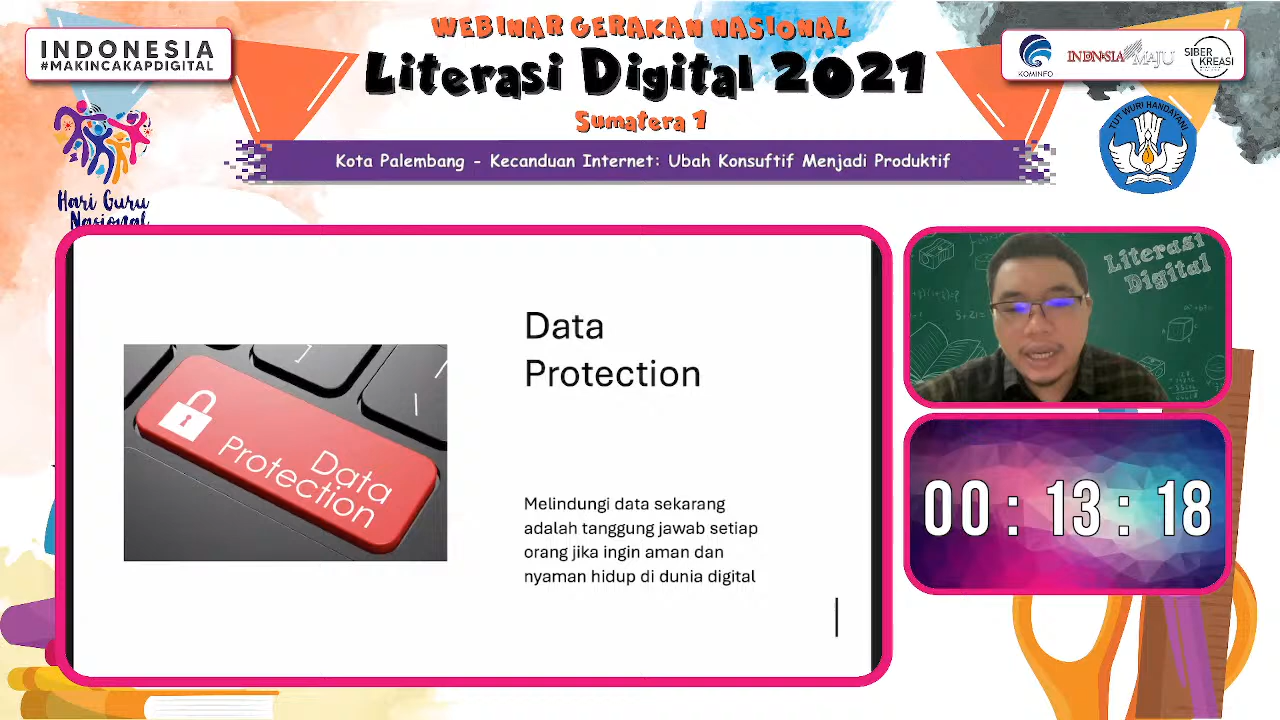 INDONESIA
#MAKINCAKAPDIGITAL
WEBINAR GERAKAN NASIONAL
Literasi Digital 2021
Sumatera 1
Kota Palembang - Kecanduan Internet: Ubah Konsuftif Menjadi Produktif
KOMINFO
INDONESIA MAJU
SIBER
KREASI
TUT WURI HANDAYANI
Hari Guru
Nasional
Data
Protection
Data
Protection
Melindungi data sekarang
adalah tanggung jawab setiap
orang jika ingin aman dan
nyaman hidup di dunia digital
Literasi
Digital
00 : 13 : 18